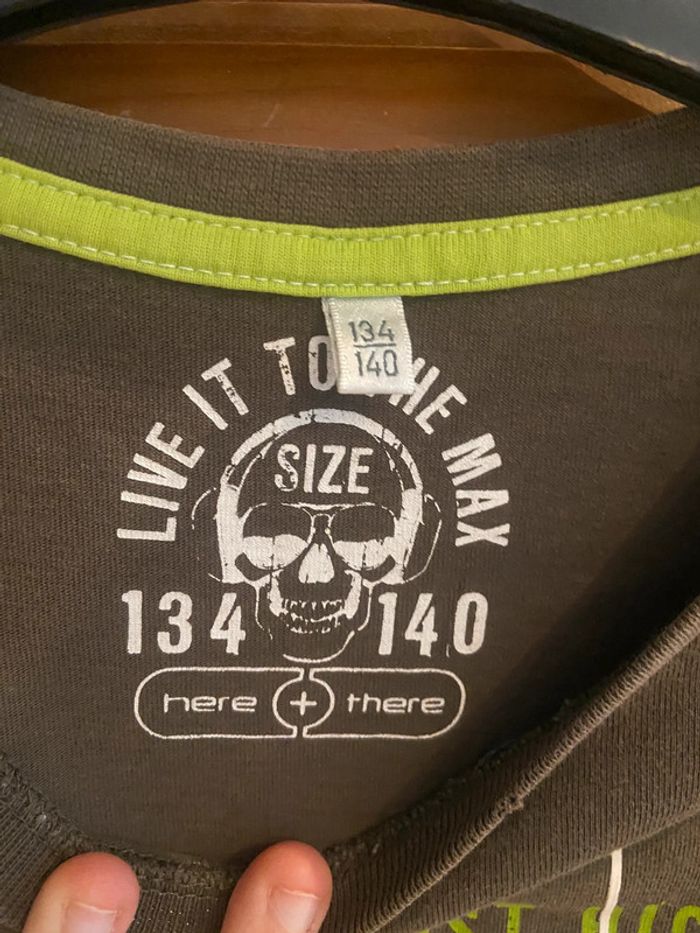 134
140
LIVE IT TO THE MAX
SIZE
134 140
here + there